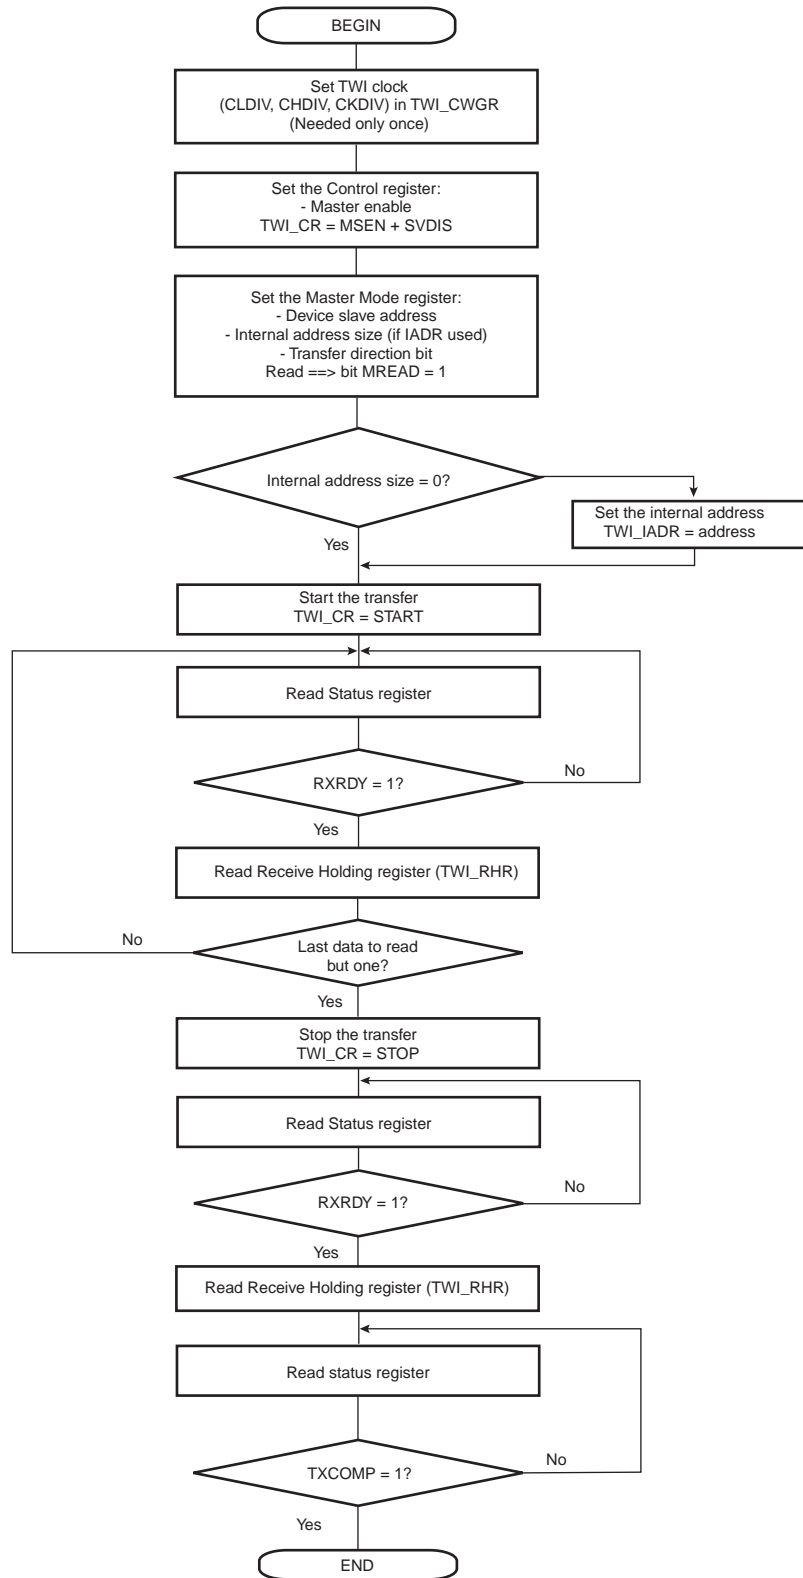 BEGIN
Set TWI clock
(CLDIV, CHDIV, CKDIV) in TWI_CWGR
(Needed only once)
Set the Control register:
- Master enable
TWI_CR = MSEN + SVDIS
Set the Master Mode register:
- Device slave address
- Internal address size (if IADR used)
- Transfer direction bit
Read ==> bit MREAD = 1
Internal address size = 0?
Set the internal address
TWI_IADR = address
Yes
Start the transfer
TWI_CR = START
Read Status register
RXRDY = 1?
No
Yes
Read Receive Holding register (TWI_RHR)
No
Last data to read
but one?
Yes
Stop the transfer
TWI_CR = STOP
Read Status register
RXRDY = 1?
No
Yes
Read Receive Holding register (TWI_RHR)
Read status register
TXCOMP = 1?
No
Yes
END